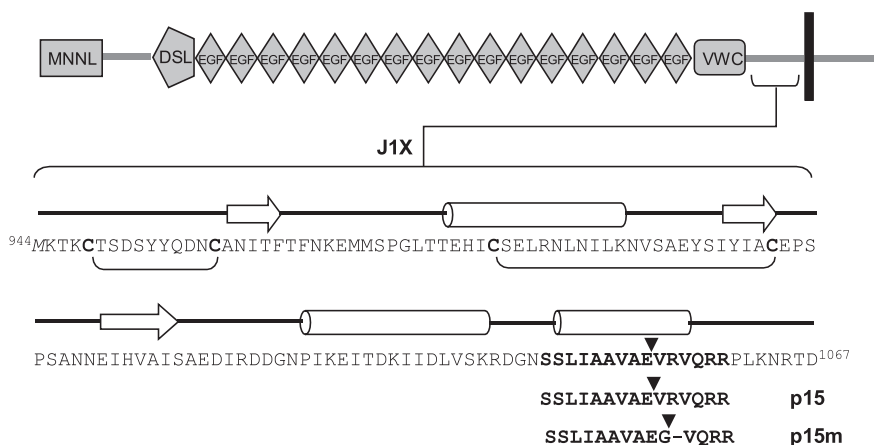 MNNL DSL EGF EGF EGF EGF EGF EGF EGF EGF EGF EGF EGF EGF EGF EGF EGF EGF VWC
J1X
944MKTKCTSDSYYQDNCANITFTFNKEMMSPGLTTEHICSELRNLNILKNVSAEYSIYIACEPS
PSANNEIHVAISAEDIRDDGNPIKEITDKIIDLVSKRDGNSSLIAAVAEVRVQRRPLKNRTD1067
SSLIAAVAEVRVQRR p15
SSLIAAVAEG-VQRR p15m